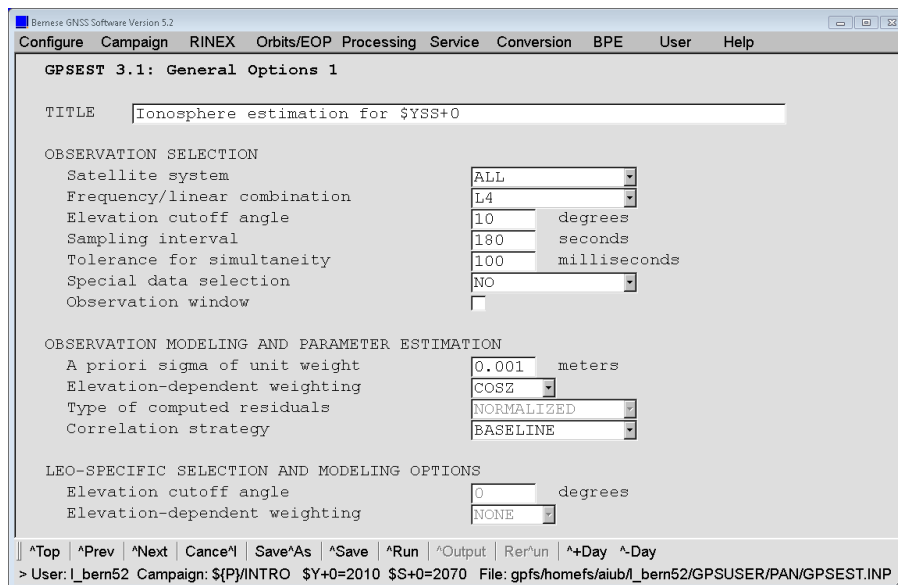 Bernese GNSS Software Version 5.2
Configure Campaign RINEX Orbits/EOP Processing Service Conversion BPE User Help
GPSEST 3.1: General Options 1
TITLE Ionosphere estimation for $YSS+0
OBSERVATION SELECTION
Satellite system ALL
Frequency/linear combination L4
Elevation cutoff angle 10 degrees
Sampling interval 180 seconds
Tolerance for simultaneity 100 milliseconds
Special data selection NO
Observation window
OBSERVATION MODELING AND PARAMETER ESTIMATION
A priori sigma of unit weight 0.001 meters
Elevation-dependent weighting COSZ
Type of computed residuals NORMALIZED
Correlation strategy BASELINE
LEO-SPECIFIC SELECTION AND MODELING OPTIONS
Elevation cutoff angle 0 degrees
Elevation-dependent weighting NONE
^Top ^Prev ^Next Cance^l Save^As ^Save ^Run ^Output Rer^un ^+Day ^-Day
> User: l_bern52 Campaign: ${P}/INTRO $Y+0=2010 $S+0=2070 File: gpfs/homefs/aiub/l_bern52/GPSUSER/PAN/GPSEST.INP